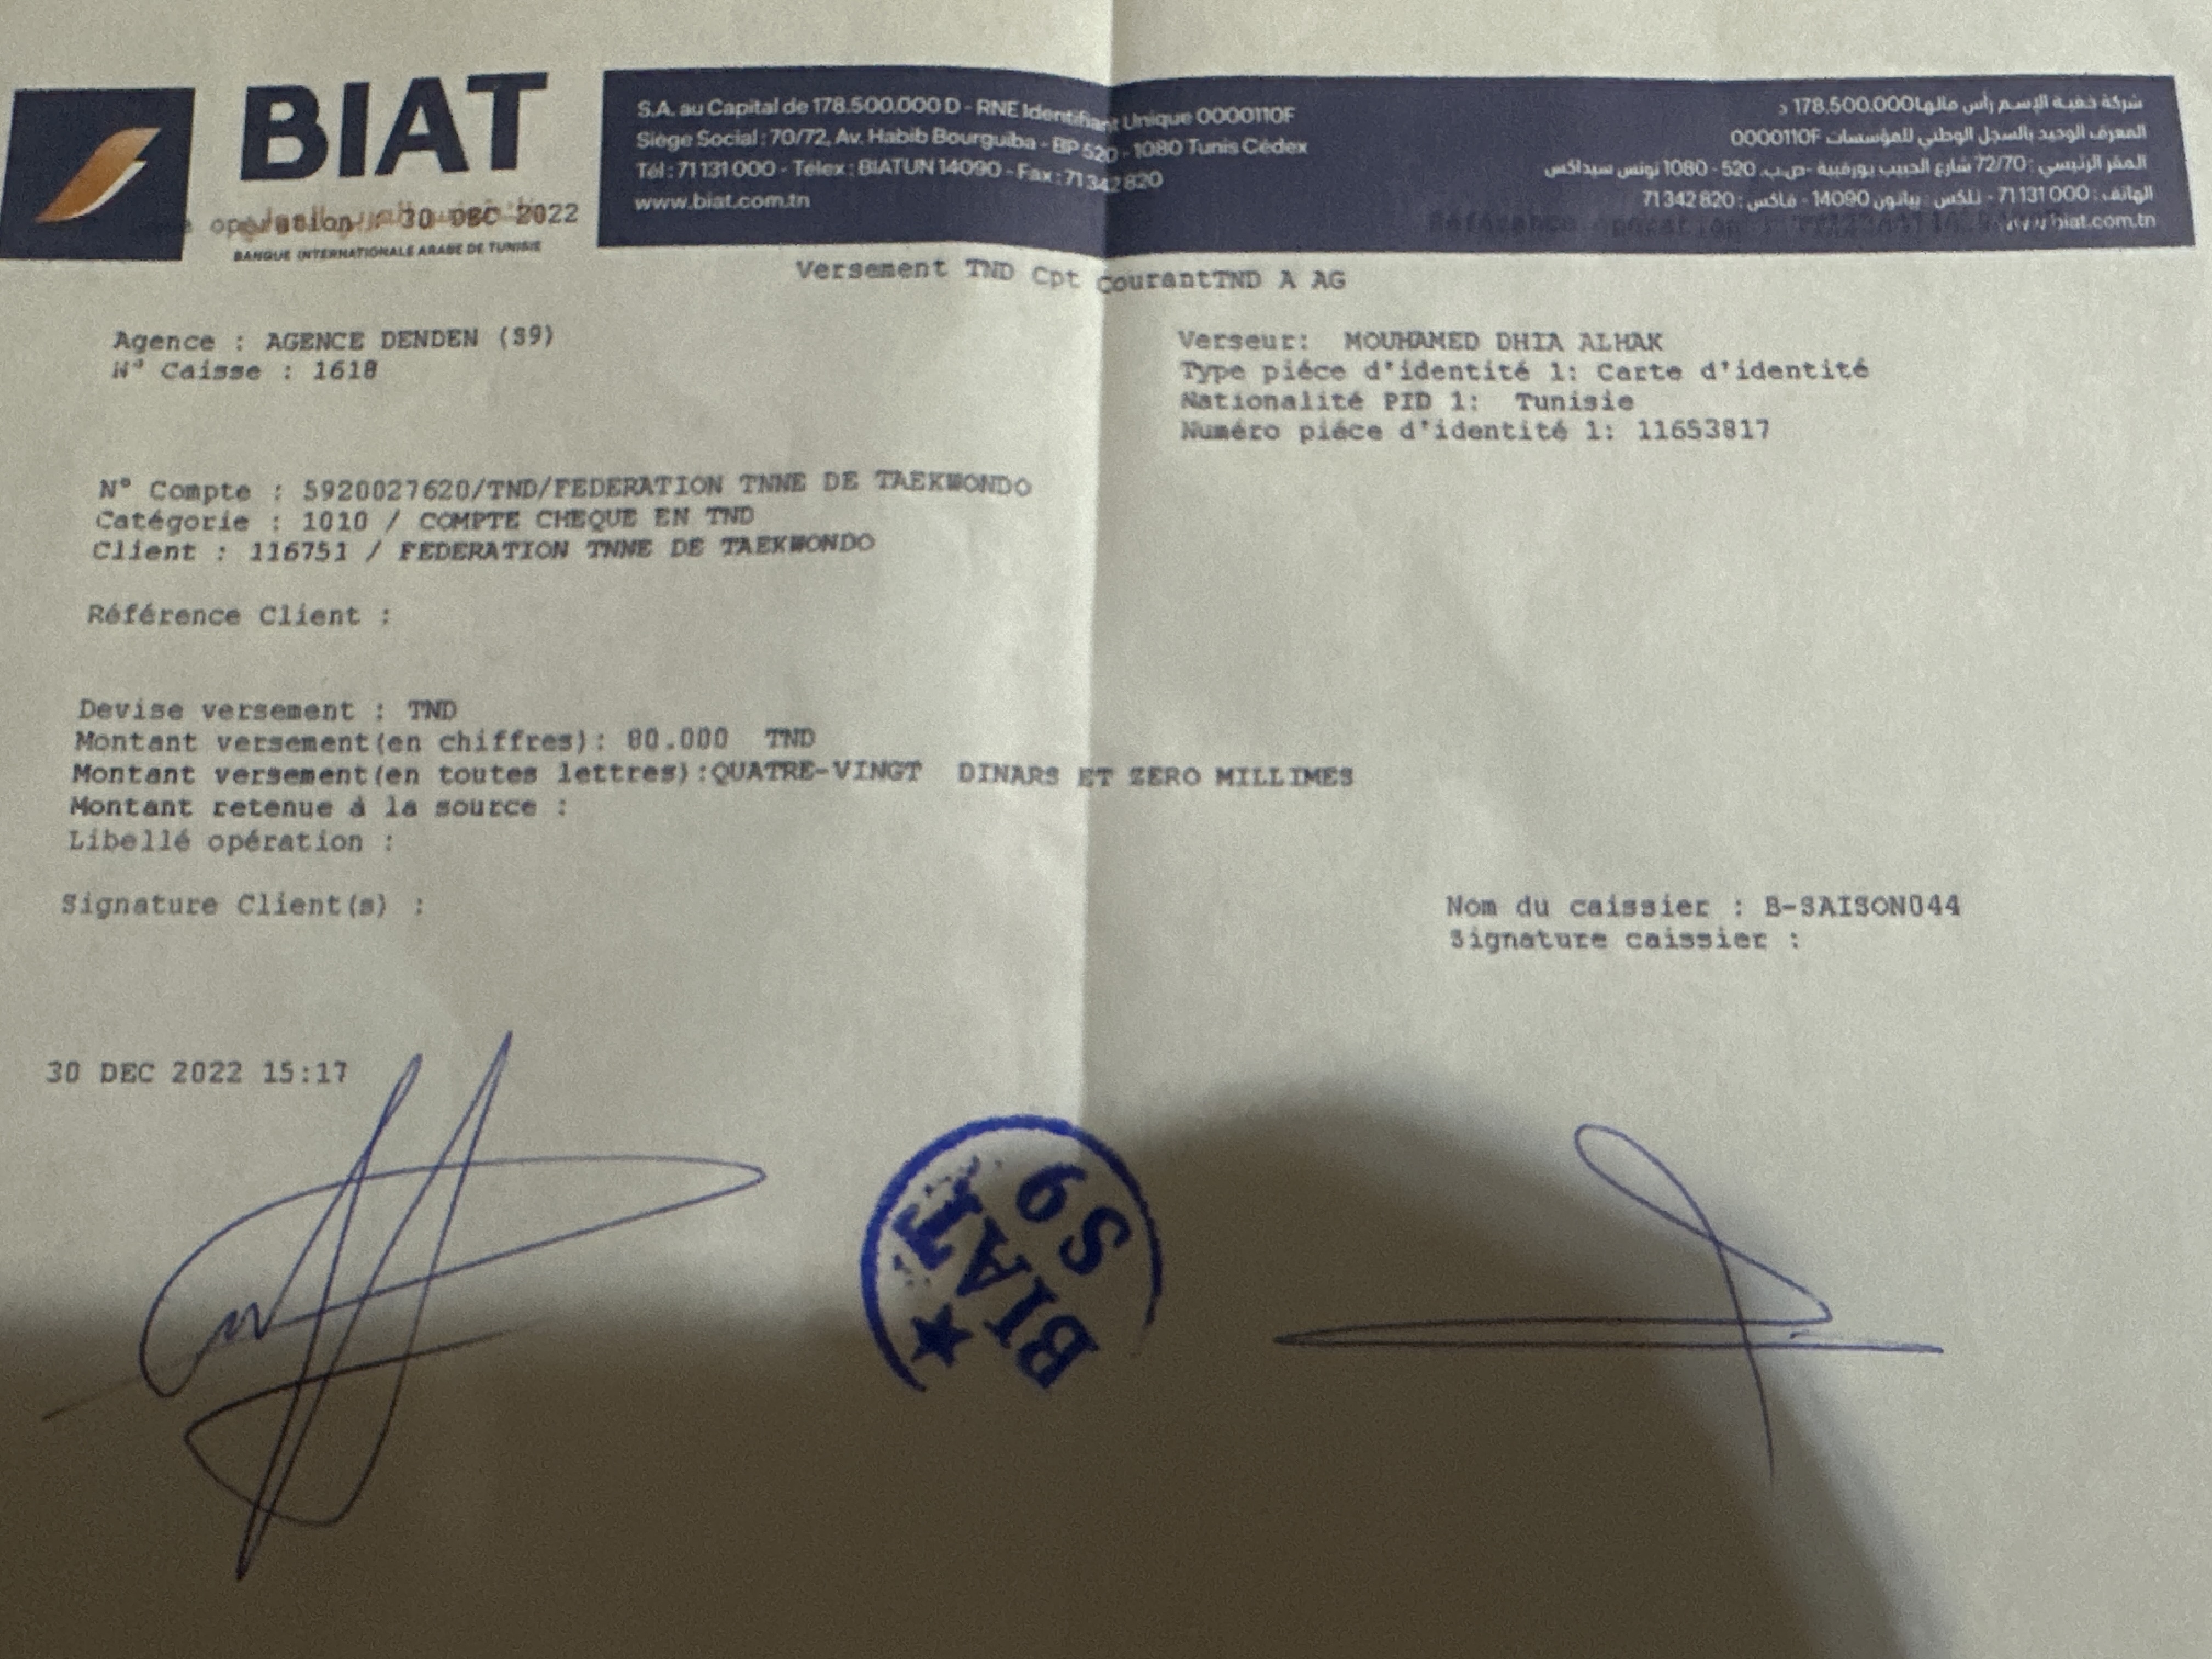 BIAT
opération : 30 DEC 2022
BANQUE INTERNATIONALE ARABE DE TUNISIE
S.A. au Capital de 178.500.000 D - RNE Identifiant Unique 0000110F
Siège Social : 70/72, Av. Habib Bourguiba - BP 520 - 1080 Tunis Cédex
Tél : 71 131 000 - Télex : BIATUN 14090 - Fax : 71 342 820
www.biat.com.tn
شركة خفية الإسم رأس مالها 178.500.000 د
المعرف الوحيد بالسجل الوطني للمؤسسات 0000110F
المقر الرئيسي : 72/70 شارع الحبيب بورقيبة - ص.ب. 520 - 1080 تونس سيداكس
الهاتف : 71 131 000 - تلكس : بياتون 14090 - فاكس : 71 342 820
www.biat.com.tn
Référence opération :
Versement TND Cpt CourantTND A AG
Agence : AGENCE DENDEN (S9)
N° Caisse : 1618
Verseur: MOUHAMED DHIA ALHAK
Type piéce d'identité 1: Carte d'identité
Nationalité PID 1: Tunisie
Numéro piéce d'identité 1: 11653817
N° Compte : 5920027620/TND/FEDERATION TNNE DE TAEKWONDO
Catégorie : 1010 / COMPTE CHEQUE EN TND
Client : 116751 / FEDERATION TNNE DE TAEKWONDO
Référence Client :
Devise versement : TND
Montant versement(en chiffres): 80.000 TND
Montant versement(en toutes lettres):QUATRE-VINGT DINARS ET ZERO MILLIMES
Montant retenue à la source :
Libellé opération :
Signature Client(s) :
Nom du caissier : B-SAISON044
Signature caissier :
30 DEC 2022 15:17
BIAT
S9